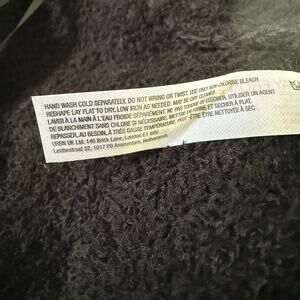 HAND WASH COLD SEPARATELY. DO NOT WRING OR TWIST. USE ONLY NON-CHLORINE BLEACH
RESHAPE LAY FLAT TO DRY. LOW IRON AS NEEDED. MAY BE DRY CLEANED
LAVER À LA MAIN À L'EAU FROIDE SÉPARÉMENT. NE PAS TORDRE NI ESSORER. UTILISER UN AGENT
DE BLANCHIMENT SANS CHLORE SI NÉCESSAIRE. METTRE EN FORME ET SÉCHER À PLAT.
REPASSER, AU BESOIN, À TRÈS BASSE TEMPÉRATURE. PEUT-ÊTRE ÊTRE NETTOYÉ À SEC.
URBN UK Ltd, 140 Brick Lane, London E1 6RU
Leidsestraat 32, 1017 PB Amsterdam, Netherlands